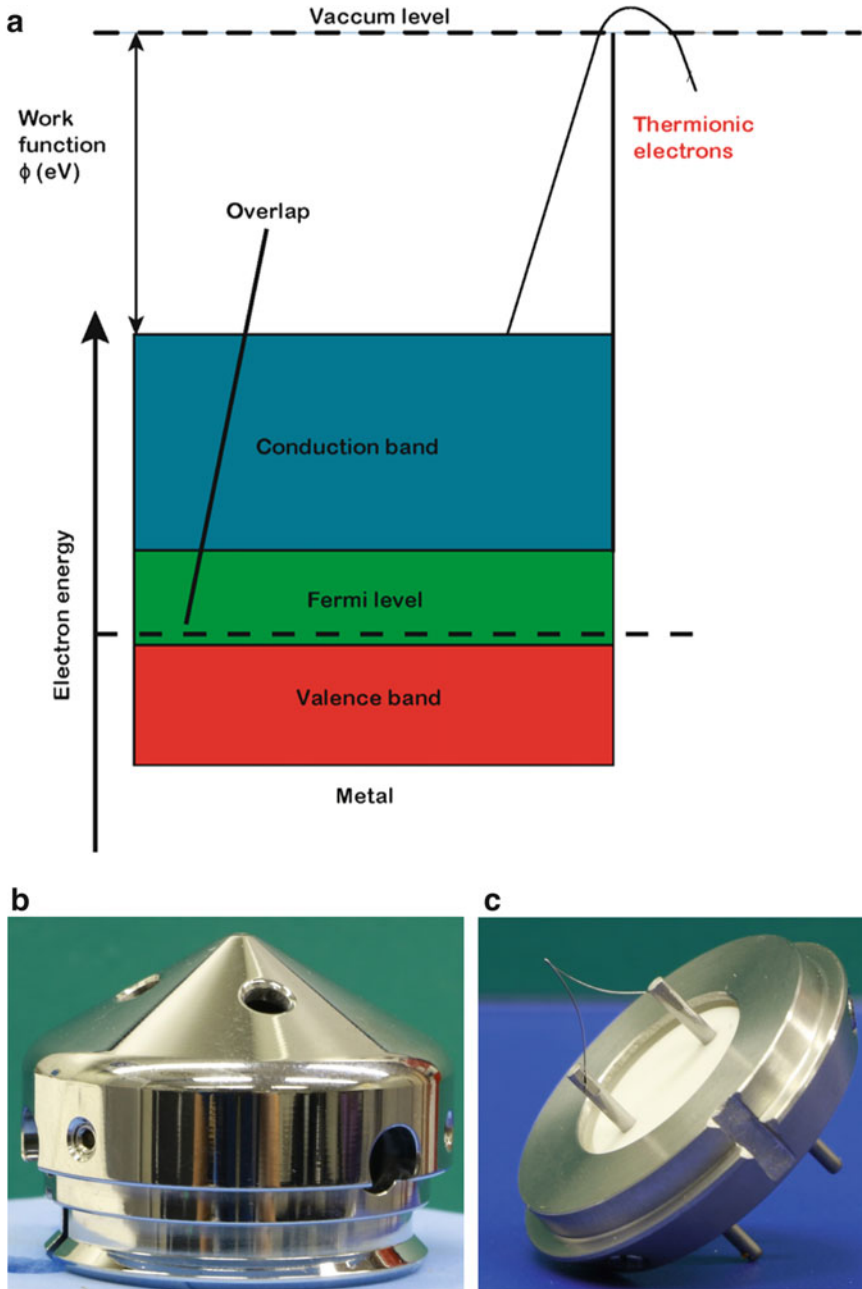 a
Vaccum level
Work
function
ϕ (eV)
Thermionic
electrons
Overlap
Conduction band
Fermi level
Electron energy
Valence band
Metal
b
c